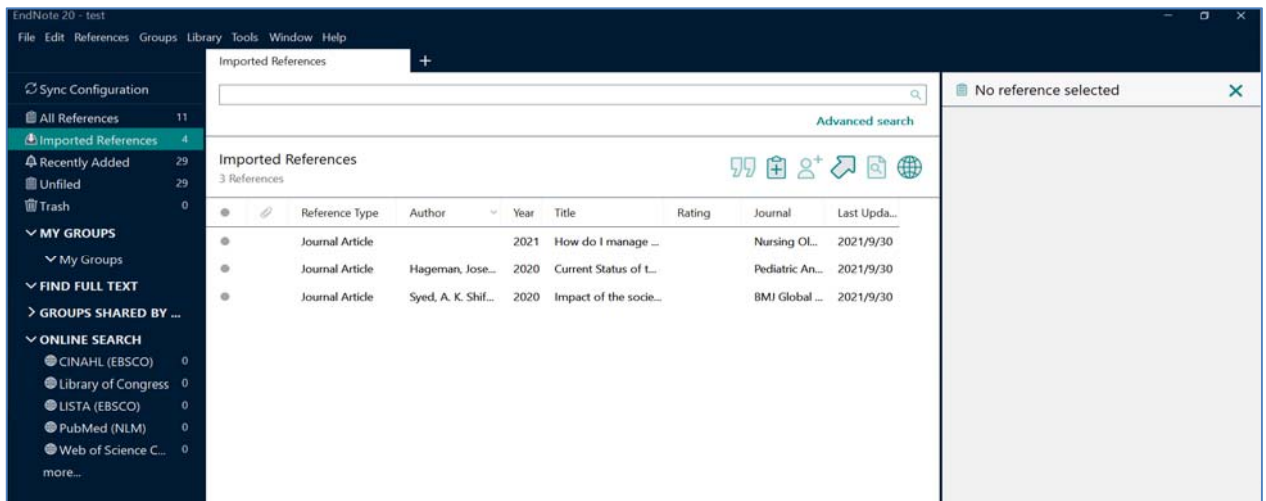 EndNote 20 - test
File Edit References Groups Library Tools Window Help
Imported References +
Sync Configuration
All References 11
Imported References 4
Recently Added 29
Unfiled 29
Trash 0
MY GROUPS
My Groups
FIND FULL TEXT
GROUPS SHARED BY ...
ONLINE SEARCH
CINAHL (EBSCO) 0
Library of Congress 0
LISTA (EBSCO) 0
PubMed (NLM) 0
Web of Science C... 0
more...
Advanced search
Imported References
3 References
Reference Type Author Year Title Rating Journal Last Upda...
Journal Article 2021 How do I manage ... Nursing Ol... 2021/9/30
Journal Article Hageman, Jose... 2020 Current Status of t... Pediatric An... 2021/9/30
Journal Article Syed, A. K. Shif... 2020 Impact of the socie... BMJ Global ... 2021/9/30
No reference selected